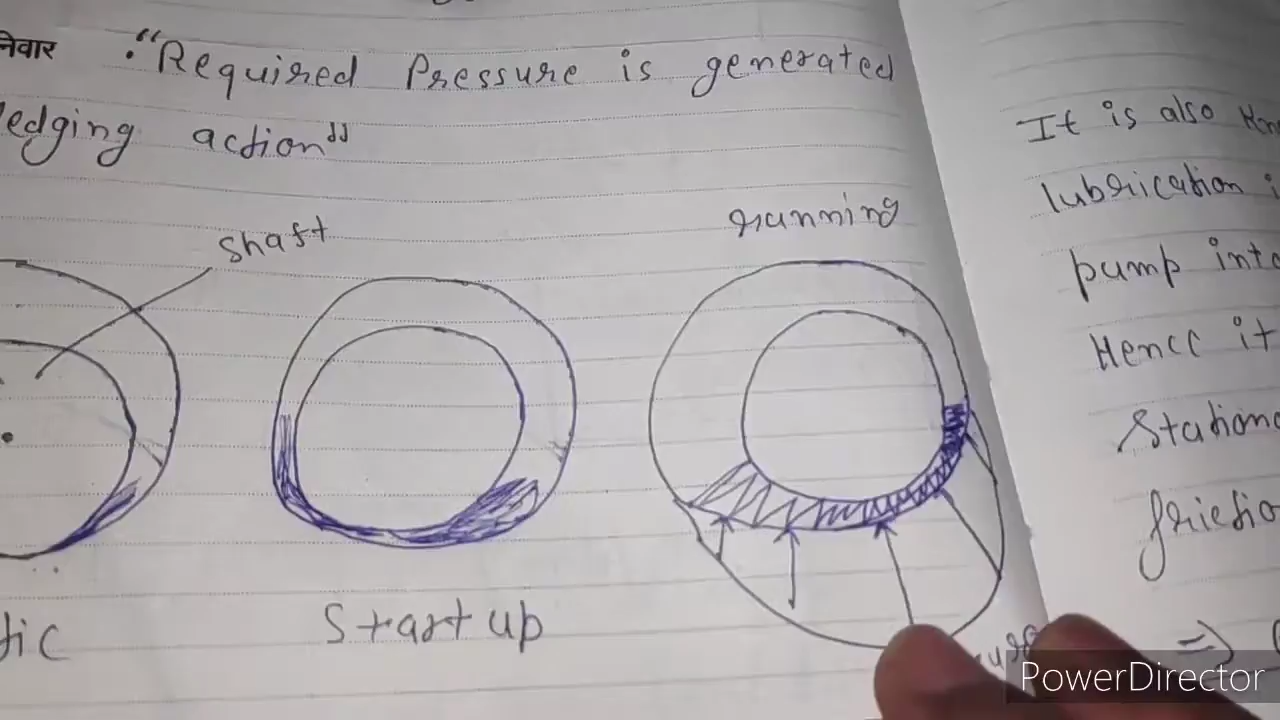 निवार :“Required Pressure is generated
edging action”
shaft
running
Start up
tic
It is also
lubrication
pump into
Hence it
frictio
=>
PowerDirector